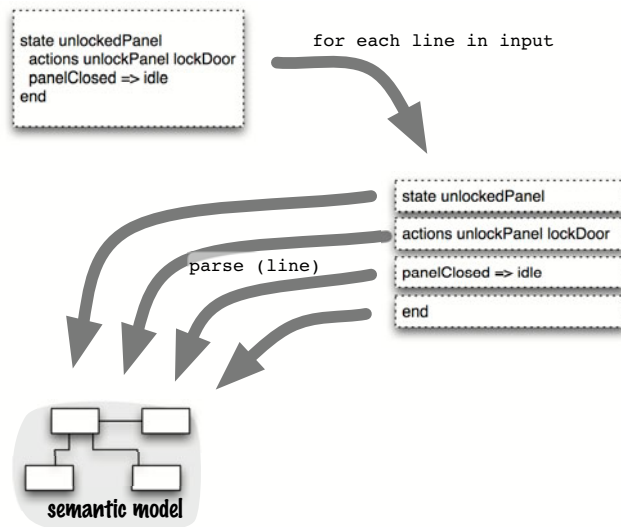 state unlockedPanel
actions unlockPanel lockDoor
panelClosed => idle
end
for each line in input
state unlockedPanel
actions unlockPanel lockDoor
panelClosed => idle
end
parse (line)
semantic model